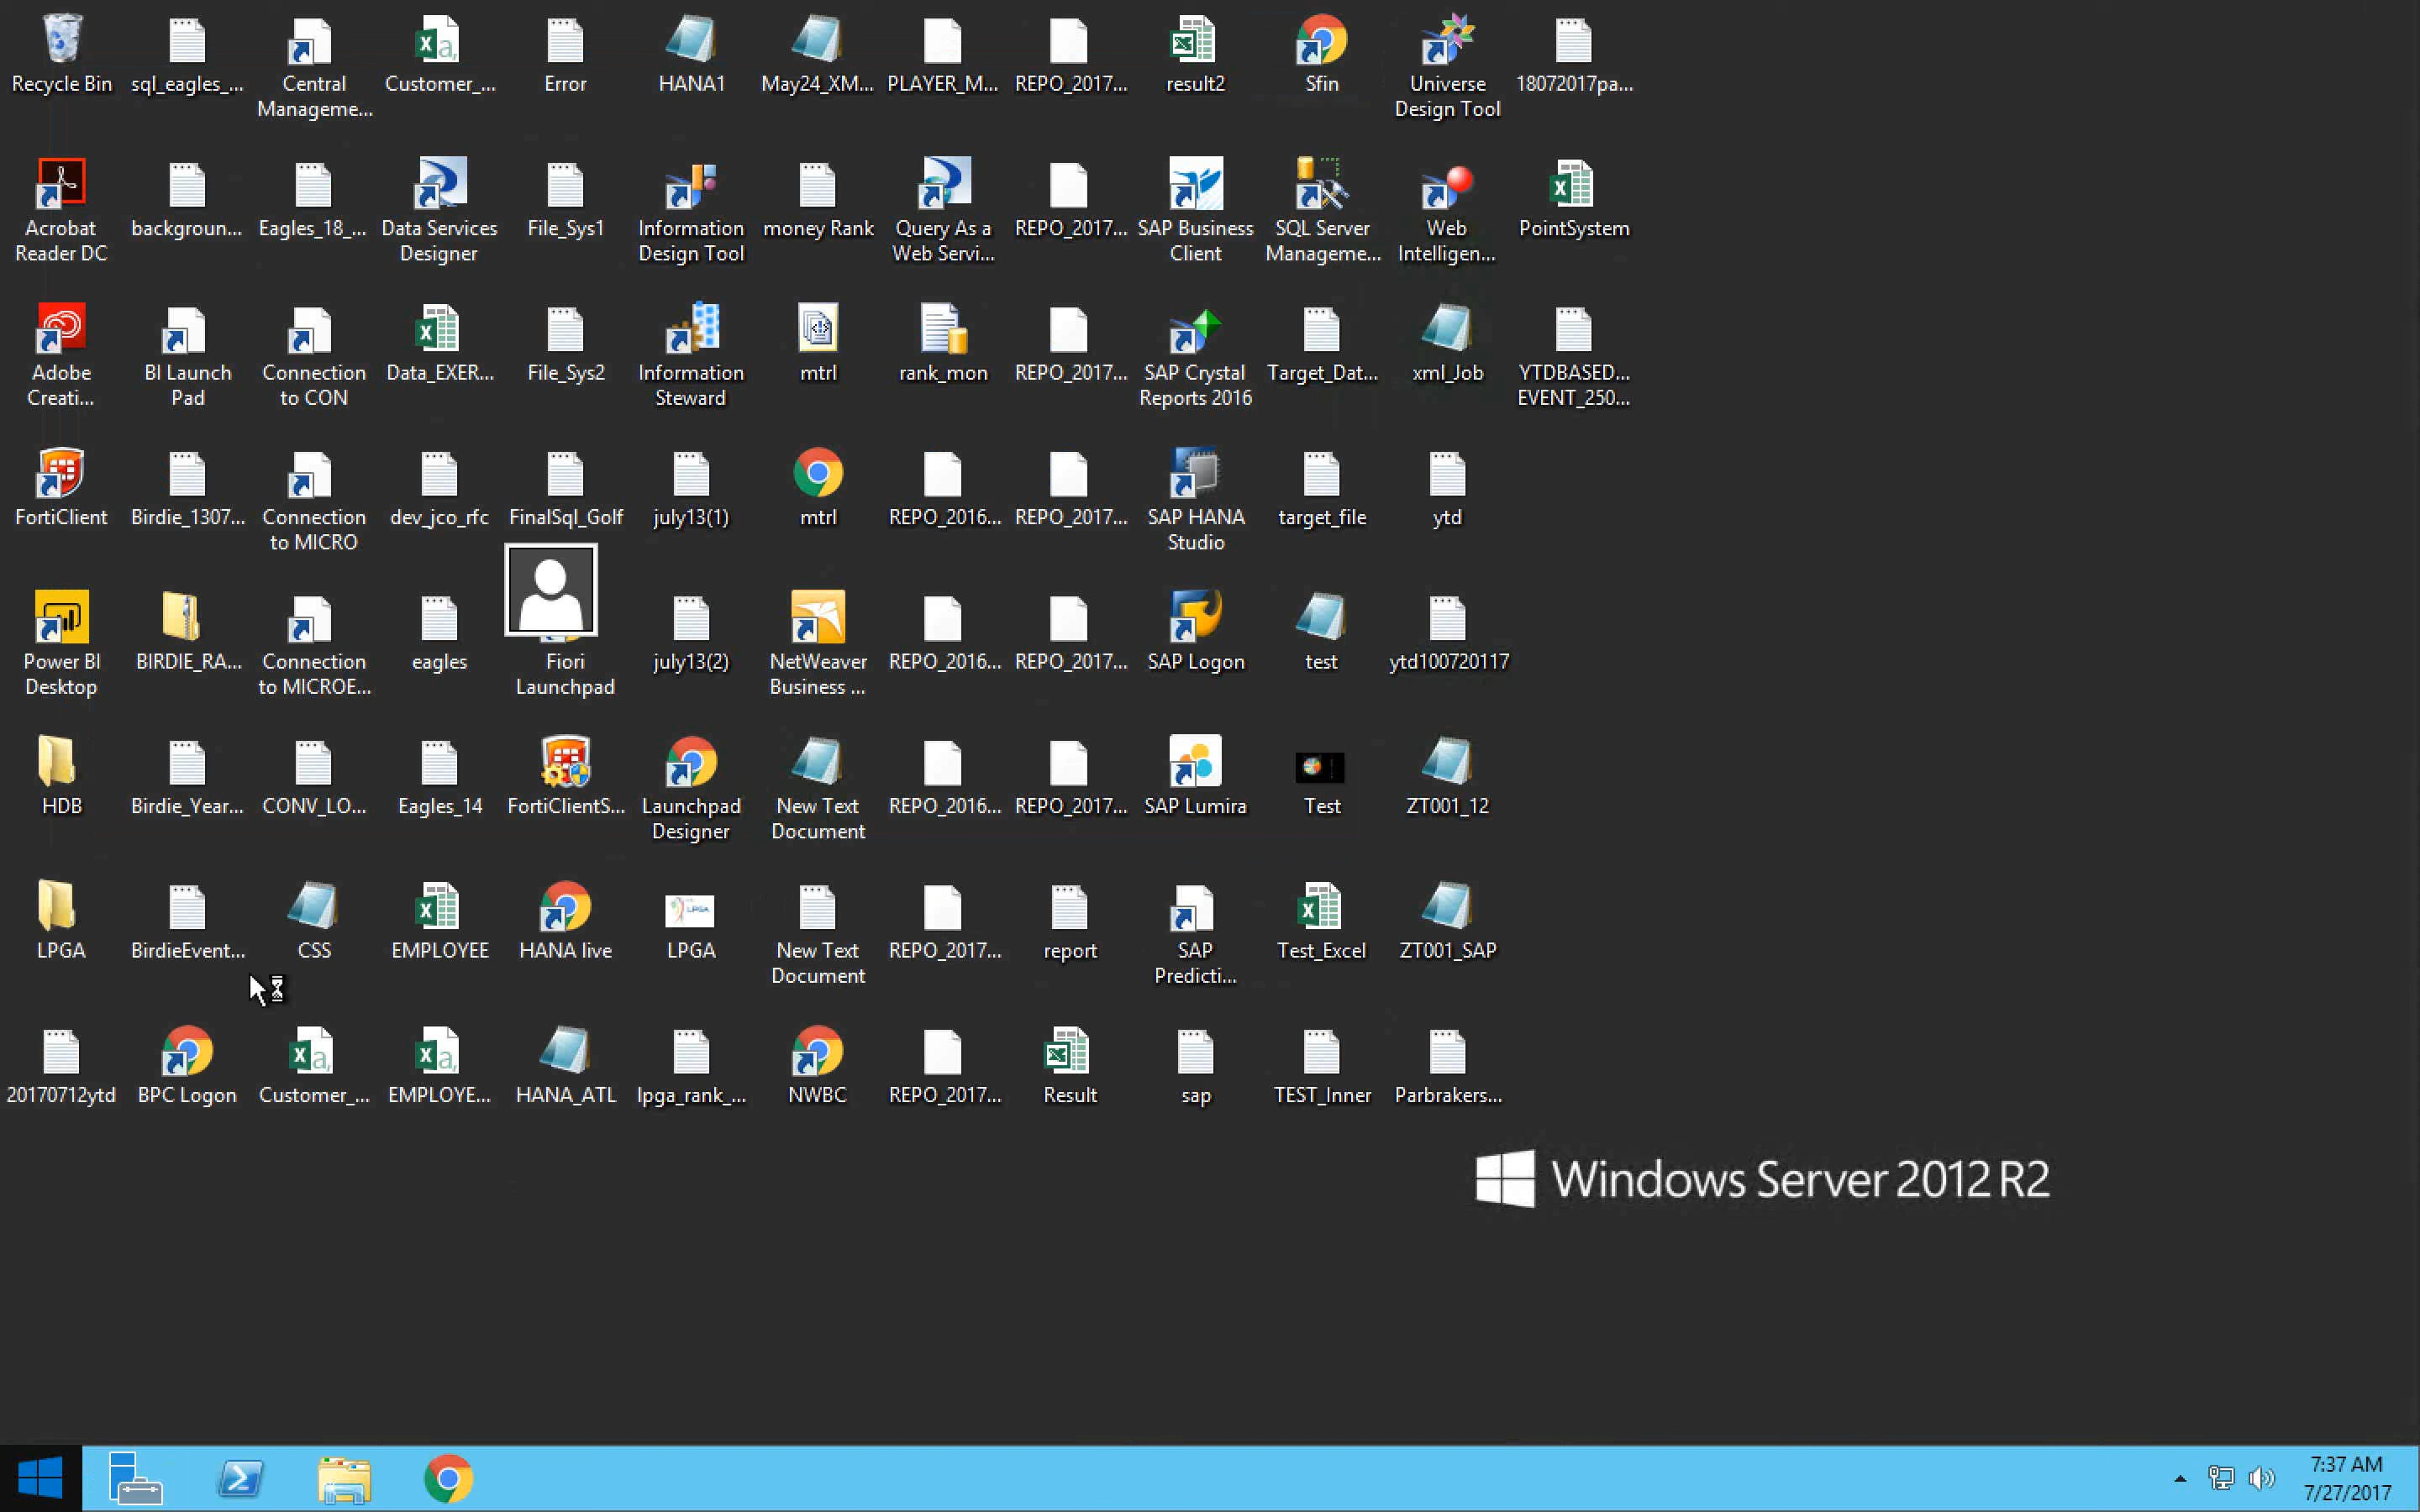 Recycle Bin
sql_eagles_...
Central
Manageme...
Customer_...
Error
HANA1
May24_XM...
PLAYER_M...
REPO_2017...
result2
Sfin
Universe
Design Tool
18072017pa...
Acrobat
Reader DC
backgroun...
Eagles_18_...
Data Services
Designer
File_Sys1
Information
Design Tool
money Rank
Query As a
Web Servi...
REPO_2017...
SAP Business
Client
SQL Server
Manageme...
Web
Intelligen...
PointSystem
Adobe
Creati...
BI Launch
Pad
Connection
to CON
Data_EXER...
File_Sys2
Information
Steward
mtrl
rank_mon
REPO_2017...
SAP Crystal
Reports 2016
Target_Dat...
xml_Job
YTDBASED...
EVENT_250...
FortiClient
Birdie_1307...
Connection
to MICRO
dev_jco_rfc
FinalSql_Golf
july13(1)
mtrl
REPO_2016...
REPO_2017...
SAP HANA
Studio
target_file
ytd
Power BI
Desktop
BIRDIE_RA...
Connection
to MICROE...
eagles
Fiori
Launchpad
july13(2)
NetWeaver
Business ...
REPO_2016...
REPO_2017...
SAP Logon
test
ytd100720117
HDB
Birdie_Year...
CONV_LO...
Eagles_14
FortiClientS...
Launchpad
Designer
New Text
Document
REPO_2016...
REPO_2017...
SAP Lumira
Test
ZT001_12
LPGA
BirdieEvent...
CSS
EMPLOYEE
HANA live
LPGA
LPGA
New Text
Document
REPO_2017...
report
SAP
Predicti...
Test_Excel
ZT001_SAP
20170712ytd
BPC Logon
Customer_...
EMPLOYE...
HANA_ATL
lpga_rank_...
NWBC
REPO_2017...
Result
sap
TEST_Inner
Parbrakers...
Windows Server 2012 R2
7:37 AM
7/27/2017